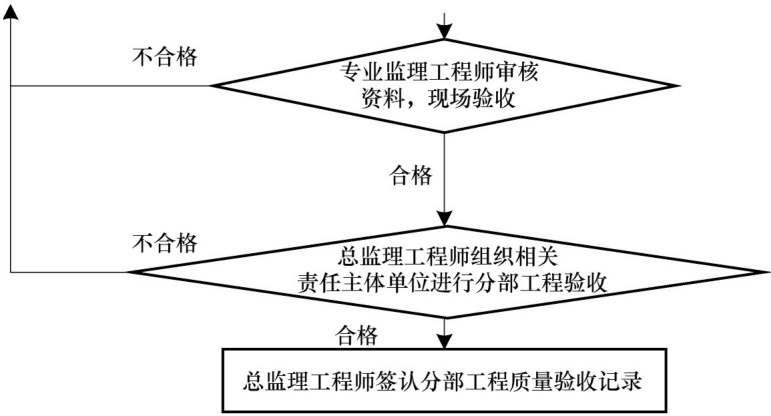 不合格
专业监理工程师审核
资料，现场验收
合格
不合格
总监理工程师组织相关
责任主体单位进行分部工程验收
合格
总监理工程师签认分部工程质量验收记录